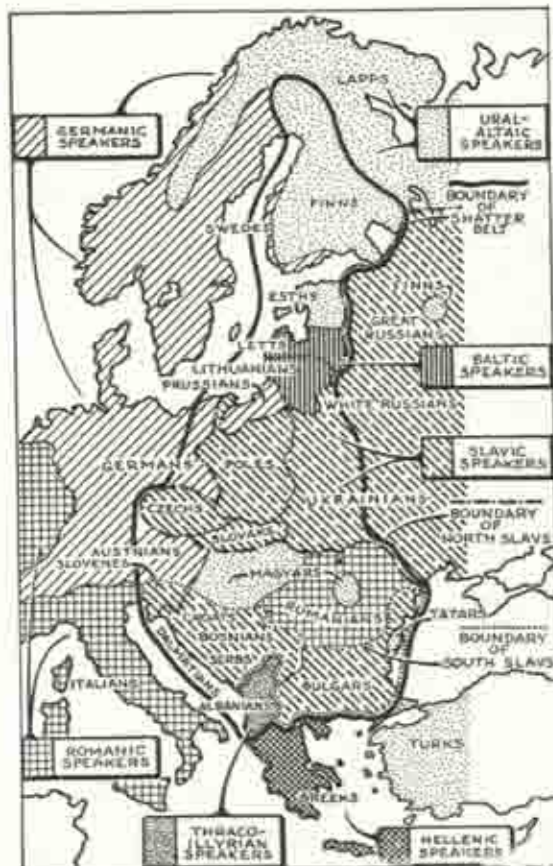 LAPPS
GERMANIC
SPEAKERS
URAL-
ALTAIC
SPEAKERS
BOUNDARY
OF
SHATTER
BELT
FINNS
SWEDES
FINNS
ESTHS
GREAT
RUSSIANS
LETTS
LITHUANIANS
PRUSSIANS
BALTIC
SPEAKERS
WHITE RUSSIANS
GERMANS
POLES
SLAVIC
SPEAKERS
UKRAINIANS
CZECHS
SLOVAKS
BOUNDARY
OF
NORTH SLAVS
AUSTRIANS
SLOVENES
MAGYARS
CROATS
RUMANIANS
TATARS
BOSNIANS
DALMATIANS
SERBS
BOUNDARY
OF
SOUTH SLAVS
ITALIANS
ALBANIANS
BULGARS
TURKS
ROMANIC
SPEAKERS
GREEKS
THRACO-
ILLYRIAN
SPEAKERS
HELLENIC
SPEAKERS